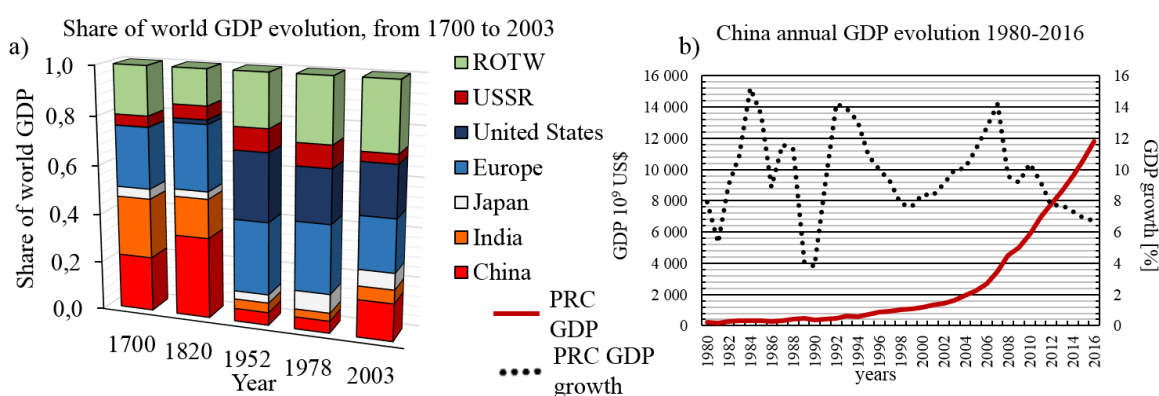 Share of world GDP evolution, from 1700 to 2003
a)
Share of world GDP
1,0
0,8
0,6
0,4
0,2
0,0
1700
1820
1952
1978
2003
Year
ROTW
USSR
United States
Europe
Japan
India
China
PRC
GDP
PRC GDP
growth
b)
China annual GDP evolution 1980-2016
GDP 10⁹ US$
16 000
14 000
12 000
10 000
8 000
6 000
4 000
2 000
0
16
14
12
10
8
6
4
2
0
GDP growth [%]
1980
1982
1984
1986
1988
1990
1992
1994
1996
1998
2000
2002
2004
2006
2008
2010
2012
2014
2016
years